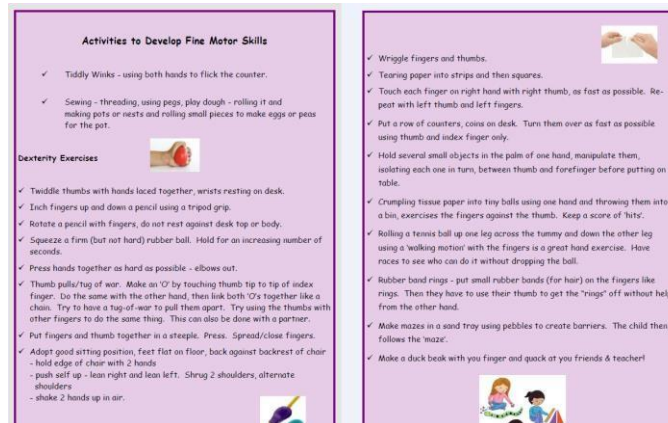 Activities to Develop Fine Motor Skills
✓ Tiddly Winks - using both hands to flick the counter.
✓ Sewing - threading, using pegs, play dough - rolling it and
making pots or nests and rolling small pieces to make eggs or peas
for the pot.
Dexterity Exercises
✓ Twiddle thumbs with hands laced together, wrists resting on desk.
✓ Inch fingers up and down a pencil using a tripod grip.
✓ Rotate a pencil with fingers, do not rest against desk top or body.
✓ Squeeze a firm (but not hard) rubber ball. Hold for an increasing number of
seconds.
✓ Press hands together as hard as possible - elbows out.
✓ Thumb pulls/tug of war. Make an 'O' by touching thumb tip to tip of index
finger. Do the same with the other hand, then link both 'O's together like a
chain. Try to have a tug-of-war to pull them apart. Try using the thumbs with
other fingers to do the same thing. This can also be done with a partner.
✓ Put fingers and thumb together in a steeple. Press. Spread/close fingers.
✓ Adopt good sitting position, feet flat on floor, back against backrest of chair
- hold edge of chair with 2 hands
- push self up - lean right and lean left. Shrug 2 shoulders, alternate
shoulders
- shake 2 hands up in air.
✓ Wriggle fingers and thumbs.
✓ Tearing paper into strips and then squares.
✓ Touch each finger on right hand with right thumb, as fast as possible. Re-
peat with left thumb and left fingers.
✓ Put a row of counters, coins on desk. Turn them over as fast as possible
using thumb and index finger only.
✓ Hold several small objects in the palm of one hand, manipulate them,
isolating each one in turn, between thumb and forefinger before putting on
table.
✓ Crumpling tissue paper into tiny balls using one hand and throwing them into
a bin, exercises the fingers against the thumb. Keep a score of 'hits'.
✓ Rolling a tennis ball up one leg across the tummy and down the other leg
using a 'walking motion' with the fingers is a great hand exercise. Have
races to see who can do it without dropping the ball.
✓ Rubber band rings - put small rubber bands (for hair) on the fingers like
rings. Then they have to use their thumb to get the "rings" off without hel
from the other hand.
✓ Make mazes in a sand tray using pebbles to create barriers. The child then
follows the 'maze'.
✓ Make a duck beak with you finger and quack at you friends & teacher!